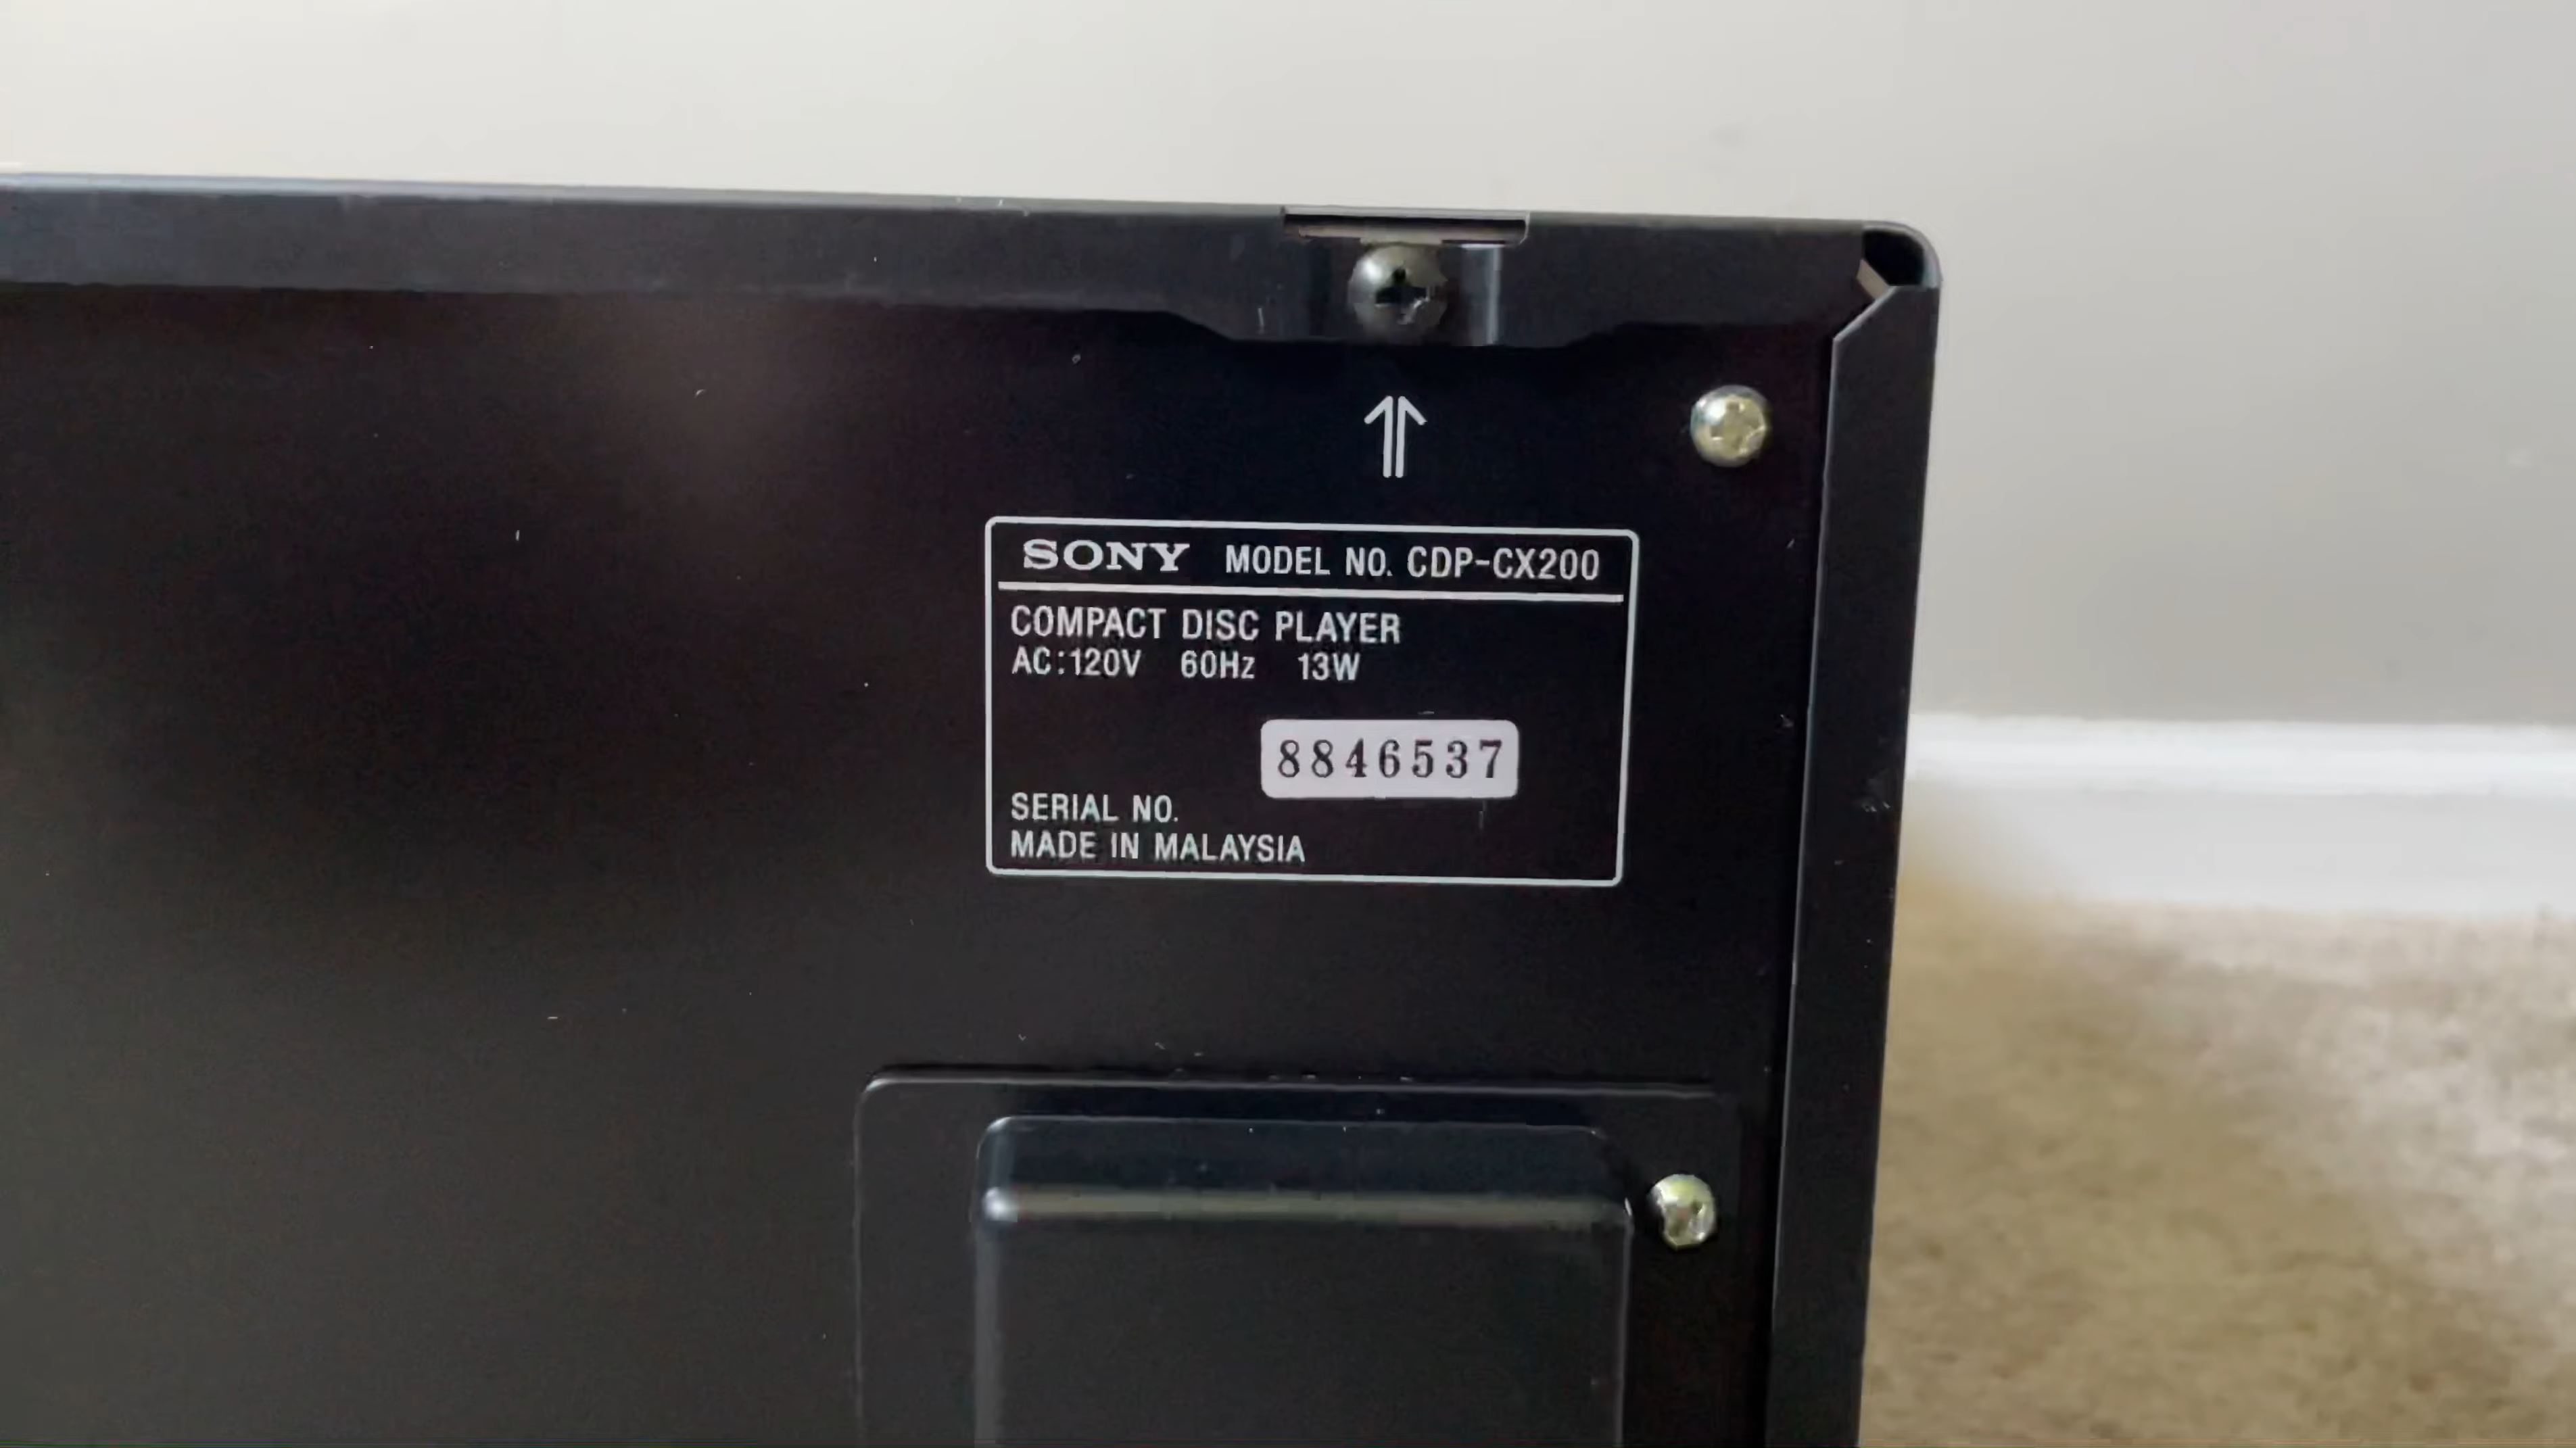 SONY MODEL NO. CDP-CX200
COMPACT DISC PLAYER
AC:120V 60Hz 13W
8846537
SERIAL NO.
MADE IN MALAYSIA